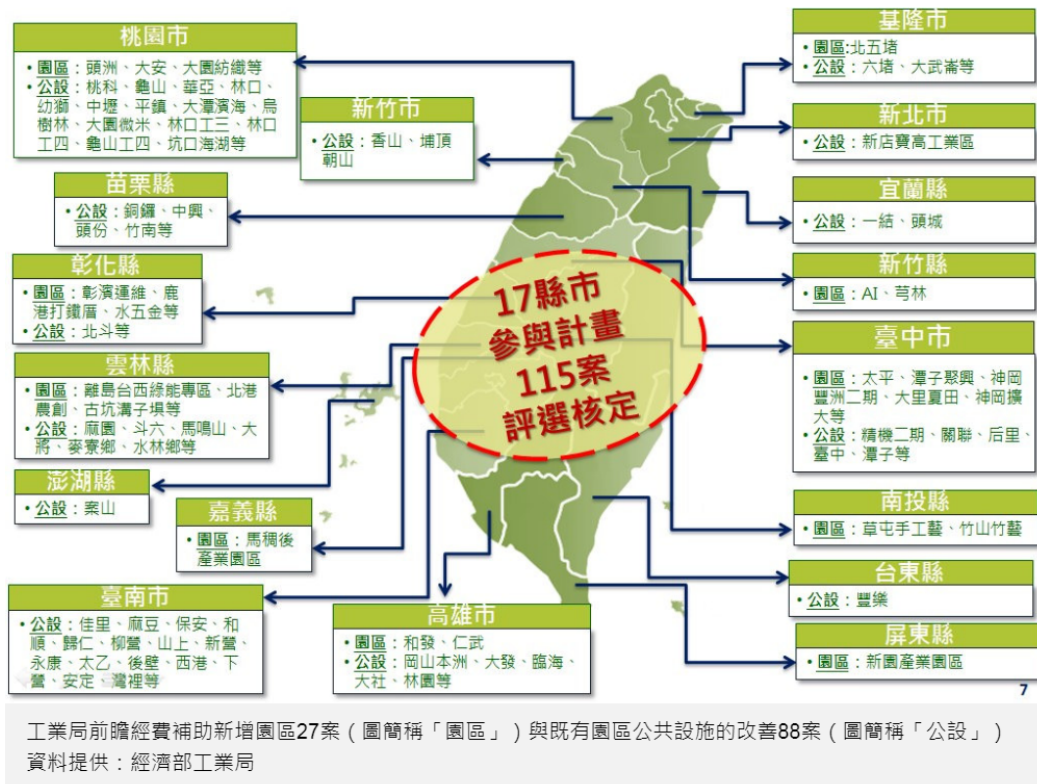 桃園市
• 園區：頭洲、大安、大園紡織等
• 公設：桃科、龜山、華亞、林口、
幼獅、中壢、平鎮、大潭濱海、烏
樹林、大園微米、林口工三、林口
工四、龜山工四、坑口海湖等
基隆市
• 園區:北五堵
• 公設：六堵、大武崙等
新竹市
• 公設：香山、埔頂
朝山
新北市
• 公設：新店寶高工業區
苗栗縣
• 公設：銅鑼、中興、
頭份、竹南等
宜蘭縣
• 公設：一結、頭城
彰化縣
• 園區：彰濱運維、鹿
港打鐵厝、水五金等
• 公設：北斗等
新竹縣
• 園區：AI、芎林
17縣市
參與計畫
115案
評選核定
雲林縣
• 園區：離島台西綠能專區、北港
農創、古坑溝子埧等
• 公設：麻園、斗六、馬鳴山、大
將、麥寮鄉、水林鄉等
臺中市
• 園區：太平、潭子聚興、神岡
豐洲二期、大里夏田、神岡擴
大等
• 公設：精機二期、關聯、后里、
臺中、潭子等
澎湖縣
• 公設：案山
嘉義縣
• 園區：馬稠後
產業園區
南投縣
• 園區：草屯手工藝、竹山竹藝
台東縣
• 公設：豐樂
臺南市
• 公設：佳里、麻豆、保安、和
順、歸仁、柳營、山上、新營、
永康、太乙、後壁、西港、下
營、安定、灣裡等
高雄市
• 園區：和發、仁武
• 公設：岡山本洲、大發、臨海、
大社、林園等
屏東縣
• 園區：新園產業園區
7
工業局前瞻經費補助新增園區27案（圖簡稱「園區」）與既有園區公共設施的改善88案（圖簡稱「公設」）
資料提供：經濟部工業局